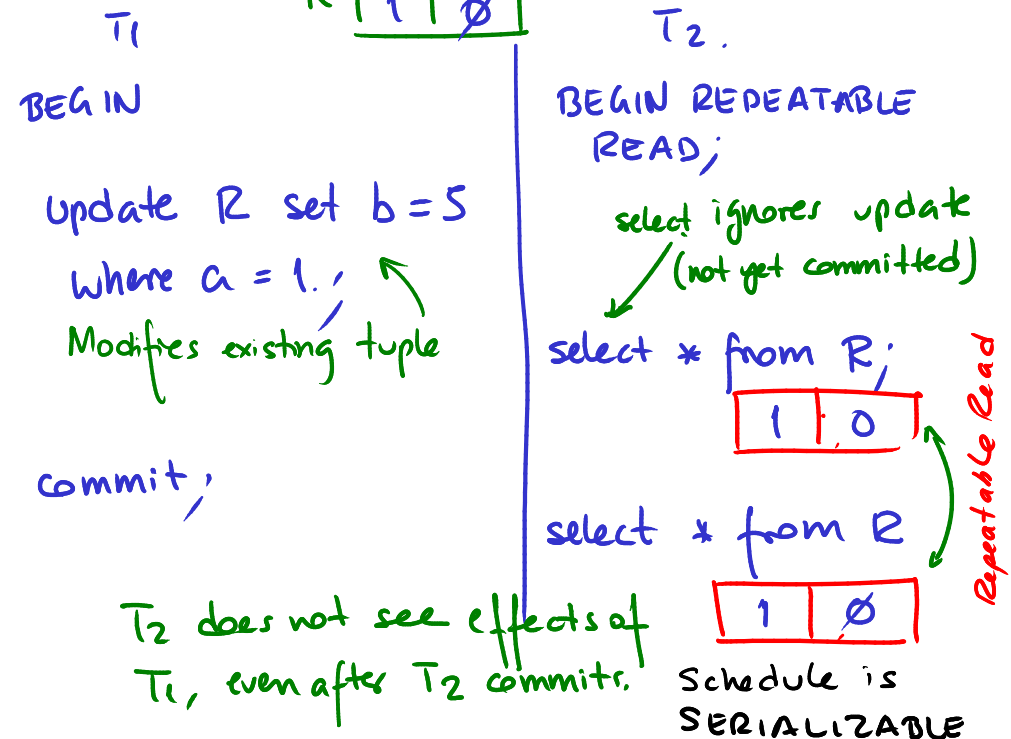 R 1 0
T1
T2.
BEGIN
BEGIN REPEATABLE
READ;
update R set b = 5
where a = 1.;
Modifies existing tuple
select ignores update
(not yet committed)
select * from R;
1 0
commit;
select * from R
1 0
Repeatable Read
T2 does not see effects of
T1, even after T2 commits.
Schedule is
SERIALIZABLE